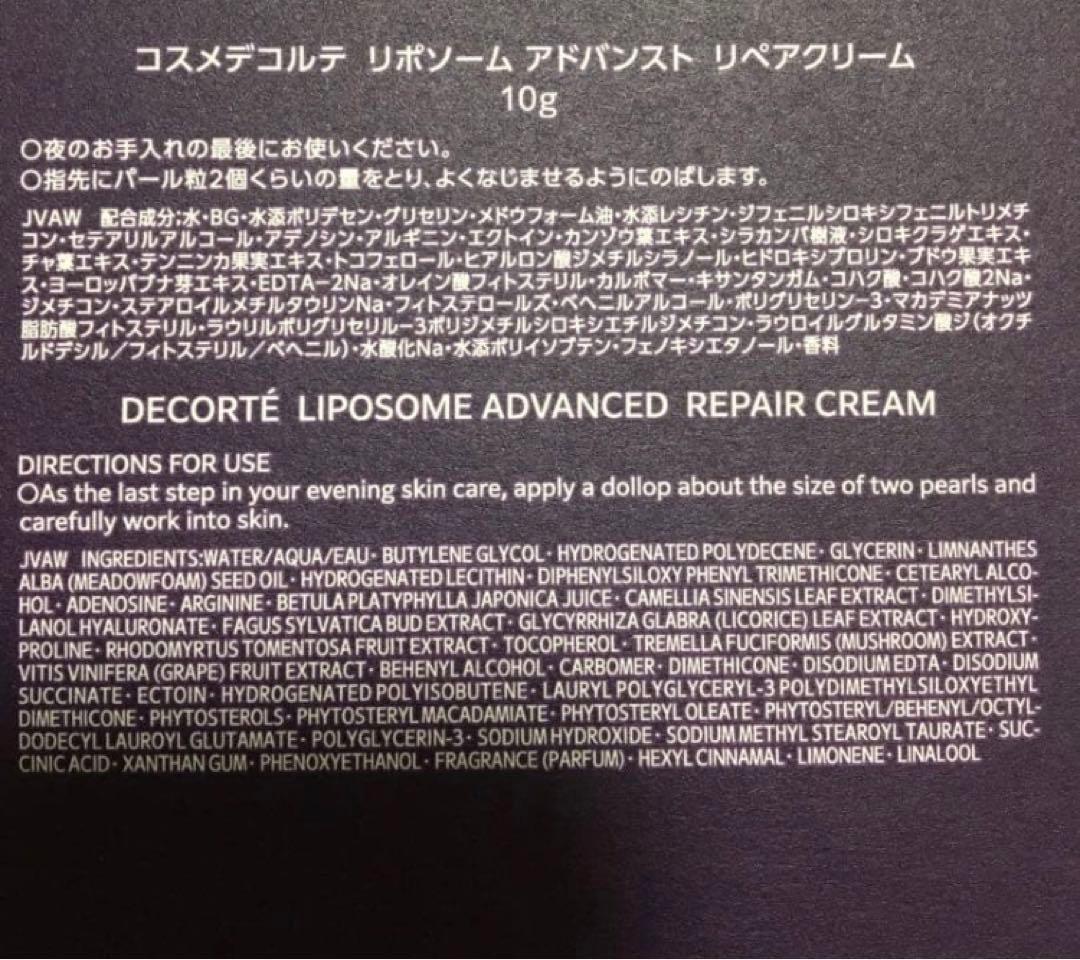 コスメデコルテ リポソーム アドバンスト リペアクリーム
10g
○夜のお手入れの最後にお使いください。
○指先にパール粒2個くらいの量をとり、よくなじませるようにのばします。
JVAW 配合成分:水・BG・水添ポリデセン・グリセリン・メドウフォーム油・水添レシチン・ジフェニルシロキシフェニルトリメチ
コン・セテアリルアルコール・アデノシン・アルギニン・エクトイン・カンゾウ葉エキス・シラカンバ樹液・シロキクラゲエキス・
チャ葉エキス・テンニンカ果実エキス・トコフェロール・ヒアルロン酸ジメチルシラノール・ヒドロキシプロリン・ブドウ果実エキ
ス・ヨーロッパブナ芽エキス・EDTA-2Na・オレイン酸フィトステリル・カルボマー・キサンタンガム・コハク酸・コハク酸2Na・
ジメチコン・ステアロイルメチルタウリンNa・フィトステロールズ・ベヘニルアルコール・ポリグリセリン-3・マカデミアナッツ
脂肪酸フィトステリル・ラウリルポリグリセリル-3ポリジメチルシロキシエチルジメチコン・ラウロイルグルタミン酸ジ(オクチ
ルドデシル/フィトステリル/ベヘニル)・水酸化Na・水添ポリイソブテン・フェノキシエタノール・香料
DECORTÉ LIPOSOME ADVANCED REPAIR CREAM
DIRECTIONS FOR USE
○As the last step in your evening skin care, apply a dollop about the size of two pearls and
carefully work into skin.
JVAW INGREDIENTS:WATER/AQUA/EAU・BUTYLENE GLYCOL・HYDROGENATED POLYDECENE・GLYCERIN・LIMNANTHES
ALBA (MEADOWFOAM) SEED OIL・HYDROGENATED LECITHIN・DIPHENYLSILOXY PHENYL TRIMETHICONE・CETEARYL ALCO-
HOL・ADENOSINE・ARGININE・BETULA PLATYPHYLLA JAPONICA JUICE・CAMELLIA SINENSIS LEAF EXTRACT・DIMETHYLSI-
LANOL HYALURONATE・FAGUS SYLVATICA BUD EXTRACT・GLYCYRRHIZA GLABRA (LICORICE) LEAF EXTRACT・HYDROXY-
PROLINE・RHODOMYRTUS TOMENTOSA FRUIT EXTRACT・TOCOPHEROL・TREMELLA FUCIFORMIS (MUSHROOM) EXTRACT・
VITIS VINIFERA (GRAPE) FRUIT EXTRACT・BEHENYL ALCOHOL・CARBOMER・DIMETHICONE・DISODIUM EDTA・DISODIUM
SUCCINATE・ECTOIN・HYDROGENATED POLYISOBUTENE・LAURYL POLYGLYCERYL-3 POLYDIMETHYLSILOXYETHYL
DIMETHICONE・PHYTOSTEROLS・PHYTOSTERYL MACADAMIATE・PHYTOSTERYL OLEATE・PHYTOSTERYL/BEHENYL/OCTYL-
DODECYL LAUROYL GLUTAMATE・POLYGLYCERIN-3・SODIUM HYDROXIDE・SODIUM METHYL STEAROYL TAURATE・SUC-
CINIC ACID・XANTHAN GUM・PHENOXYETHANOL・FRAGRANCE (PARFUM)・HEXYL CINNAMAL・LIMONENE・LINALOOL